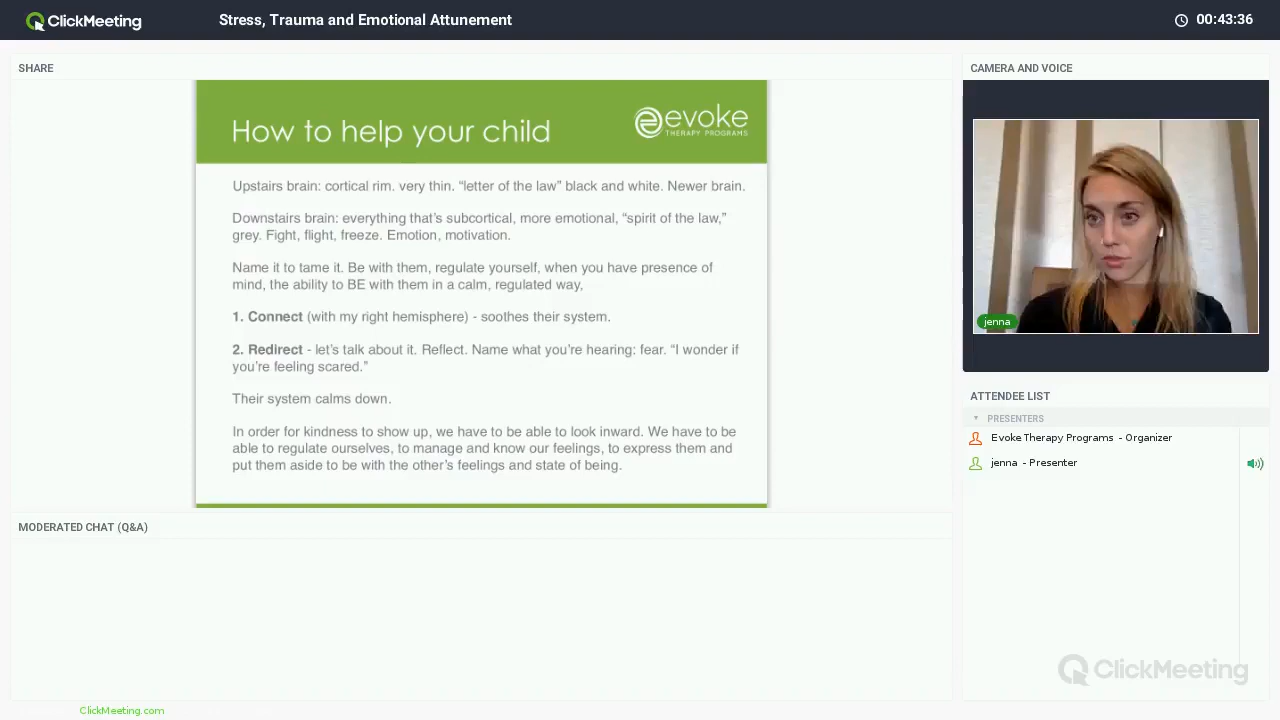 ClickMeeting
Stress, Trauma and Emotional Attunement
00:43:36
SHARE
How to help your child
evoke
THERAPY PROGRAMS
Upstairs brain: cortical rim. very thin. “letter of the law” black and white. Newer brain.
Downstairs brain: everything that’s subcortical, more emotional, “spirit of the law,”
grey. Fight, flight, freeze. Emotion, motivation.
Name it to tame it. Be with them, regulate yourself, when you have presence of
mind, the ability to BE with them in a calm, regulated way,
1. Connect (with my right hemisphere) - soothes their system.
2. Redirect - let’s talk about it. Reflect. Name what you’re hearing: fear. “I wonder if
you’re feeling scared.”
Their system calms down.
In order for kindness to show up, we have to be able to look inward. We have to be
able to regulate ourselves, to manage and know our feelings, to express them and
put them aside to be with the other’s feelings and state of being.
MODERATED CHAT (Q&A)
CAMERA AND VOICE
jenna
ATTENDEE LIST
PRESENTERS
Evoke Therapy Programs - Organizer
jenna - Presenter
ClickMeeting
ClickMeeting.com